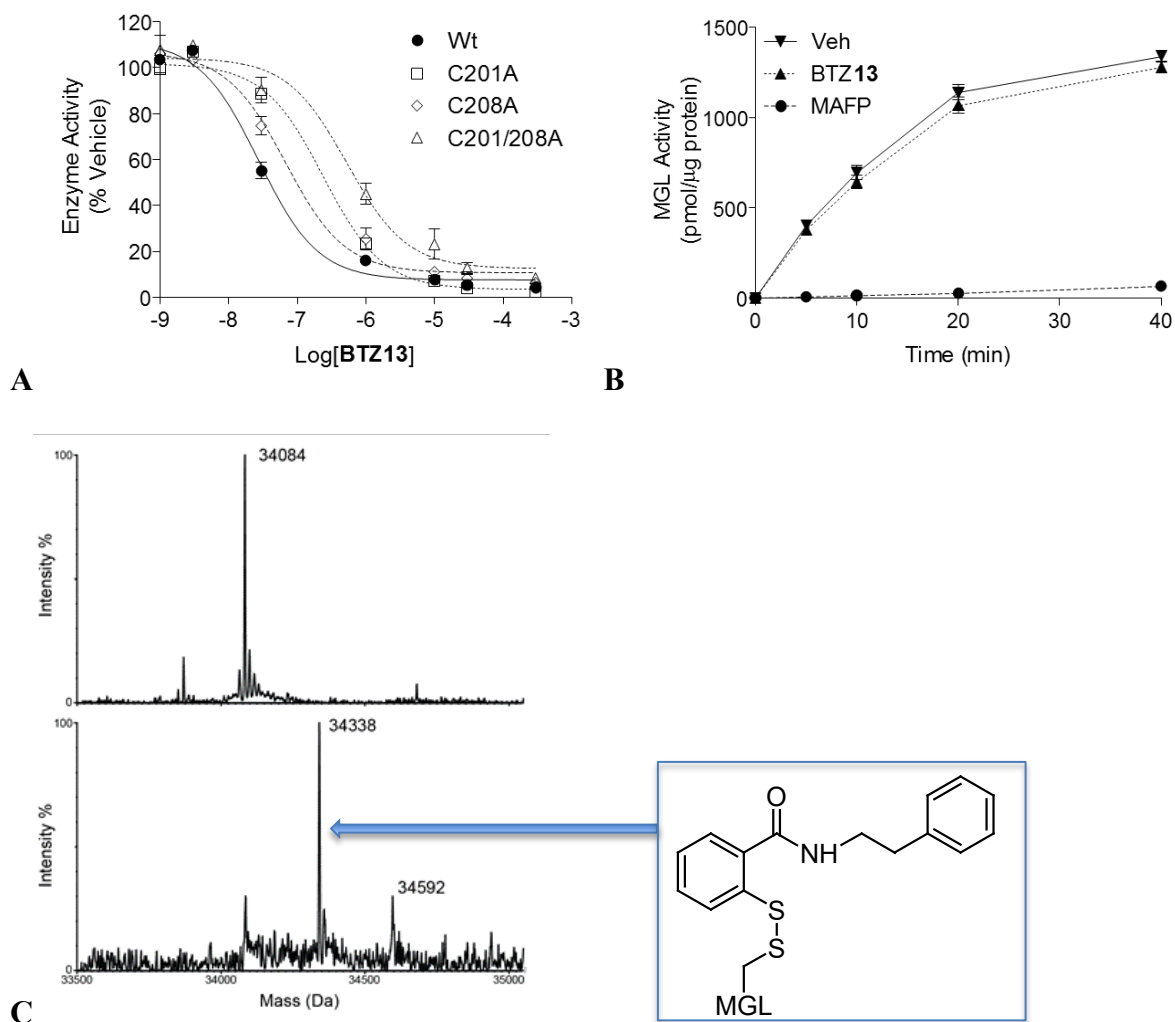 120
100
80
60
40
20
0
-9 -8 -7 -6 -5 -4 -3
Enzyme Activity
(% Vehicle)
Log[BTZ13]
Wt
C201A
C208A
C201/208A
A
1500
1000
500
0
0 10 20 30 40
MGL Activity
(pmol/µg protein)
Time (min)
Veh
BTZ13
MAFP
B
100
34084
Intensity %
0
100
34338
34592
Intensity %
0
33500 34000 34500 35000
Mass (Da)
O
NH
S
S
MGL
C